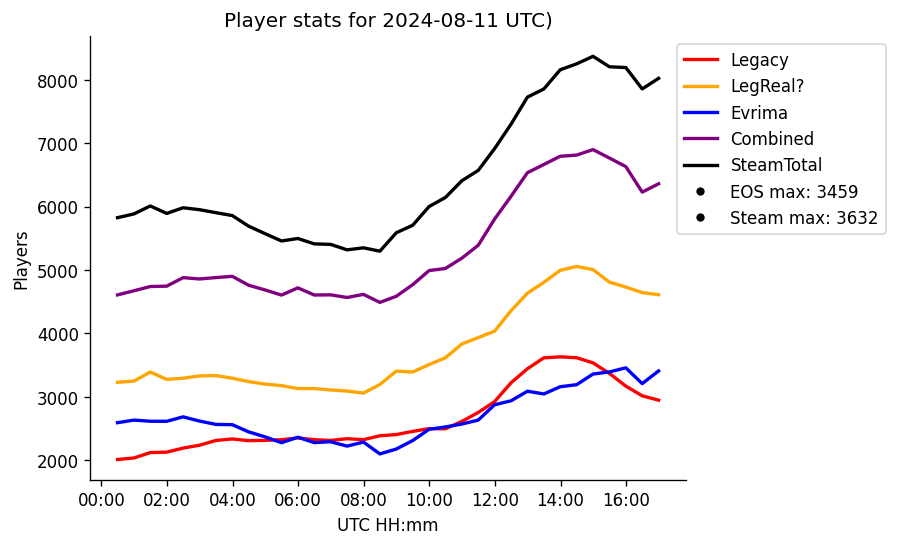 Player stats for 2024-08-11 UTC)
Legacy
LegReal?
Evrima
Combined
SteamTotal
EOS max: 3459
Steam max: 3632
Players
8000
7000
6000
5000
4000
3000
2000
00:00 02:00 04:00 06:00 08:00 10:00 12:00 14:00 16:00
UTC HH:mm